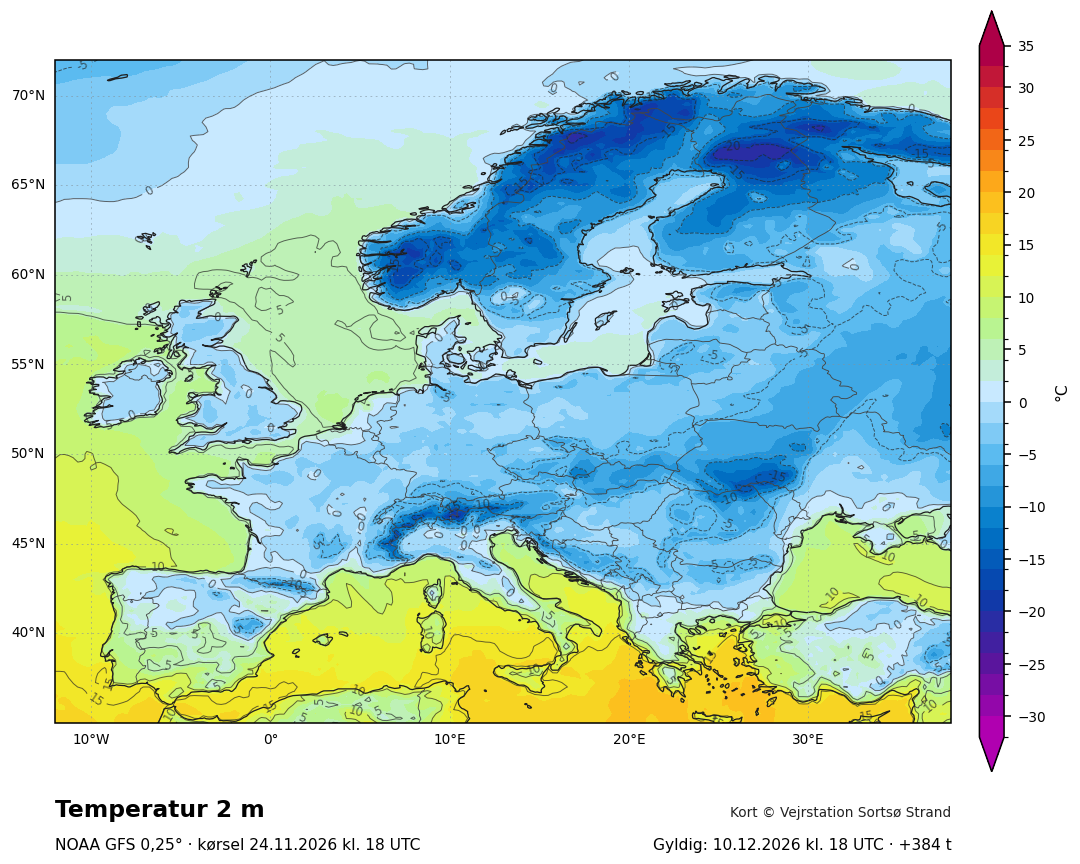 70°N
65°N
60°N
55°N
50°N
45°N
40°N
10°W
0°
10°E
20°E
30°E
35
30
25
20
15
10
5
0
−5
−10
−15
−20
−25
−30
°C
Temperatur 2 m
Kort © Vejrstation Sortsø Strand
NOAA GFS 0,25° · kørsel 24.11.2026 kl. 18 UTC
Gyldig: 10.12.2026 kl. 18 UTC · +384 t